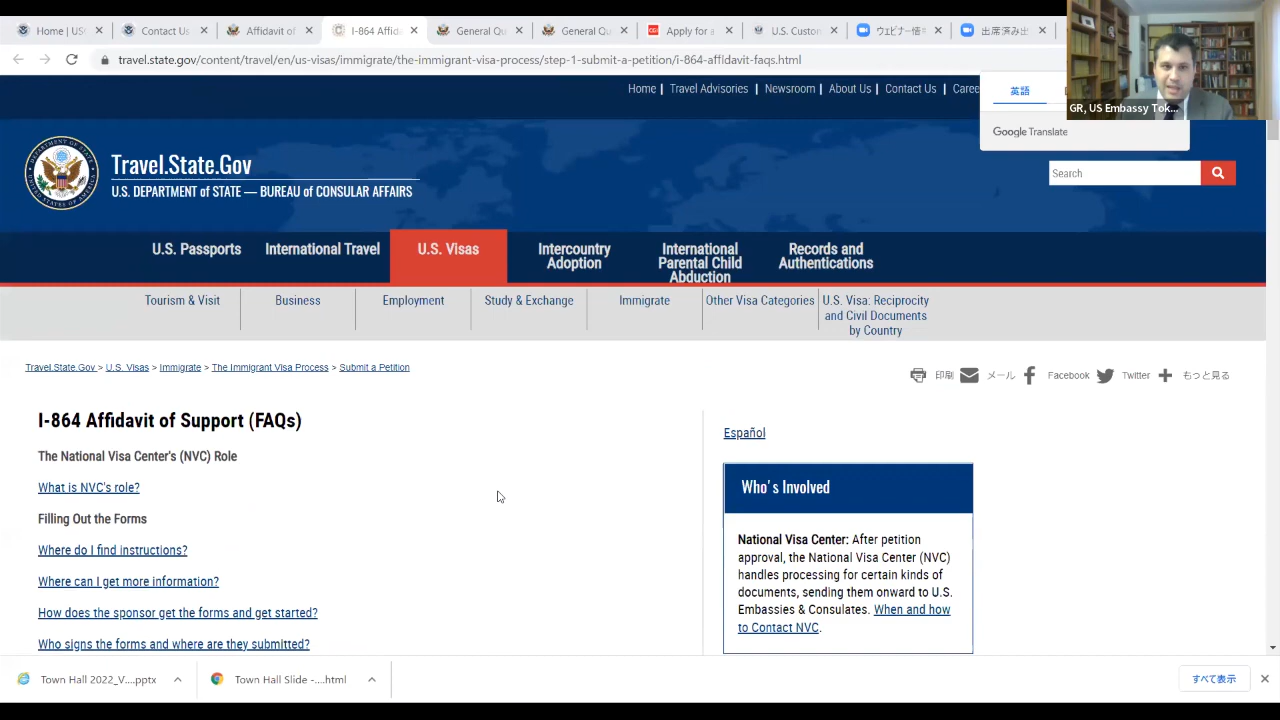 Home | US
Contact Us
Affidavit of
I-864 Affid
General
General Qu
Apply for
U.S. Custon
ウェビナー情
出席済み出
travel.state.gov/content/travel/en/us-visas/immigrate/the-immigrant-visa-process/step-1-submit-a-petition/i-864-affidavit-faqs.html
GR, US Embassy Tok...
英語
Google Translate
Home | Travel Advisories | Newsroom | About Us | Contact Us | Caree
Travel.State.Gov
U.S. DEPARTMENT of STATE — BUREAU of CONSULAR AFFAIRS
Search
U.S. Passports
International Travel
U.S. Visas
Intercountry
Adoption
International
Parental Child
Abduction
Records and
Authentications
Tourism & Visit
Business
Employment
Study & Exchange
Immigrate
Other Visa Categories
U.S. Visa: Reciprocity
and Civil Documents
by Country
Travel.State.Gov > U.S. Visas > Immigrate > The Immigrant Visa Process > Submit a Petition
印刷 メール Facebook Twitter もっと見る
I-864 Affidavit of Support (FAQs)
The National Visa Center's (NVC) Role
What is NVC's role?
Filling Out the Forms
Where do I find instructions?
Where can I get more information?
How does the sponsor get the forms and get started?
Who signs the forms and where are they submitted?
Español
Who's Involved
National Visa Center: After petition
approval, the National Visa Center (NVC)
handles processing for certain kinds of
documents, sending them onward to U.S.
Embassies & Consulates. When and how
to Contact NVC.
Town Hall 2022_V....pptx
Town Hall Slide -....html
すべて表示